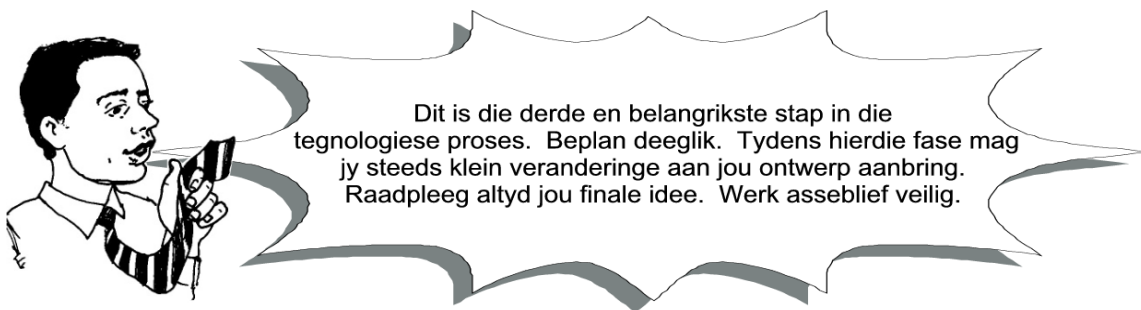 Dit is die derde en belangrikste stap in die
tegnologiese proses.  Beplan deeglik.  Tydens hierdie fase mag
jy steeds klein veranderinge aan jou ontwerp aanbring.
Raadpleeg altyd jou finale idee.  Werk asseblief veilig.